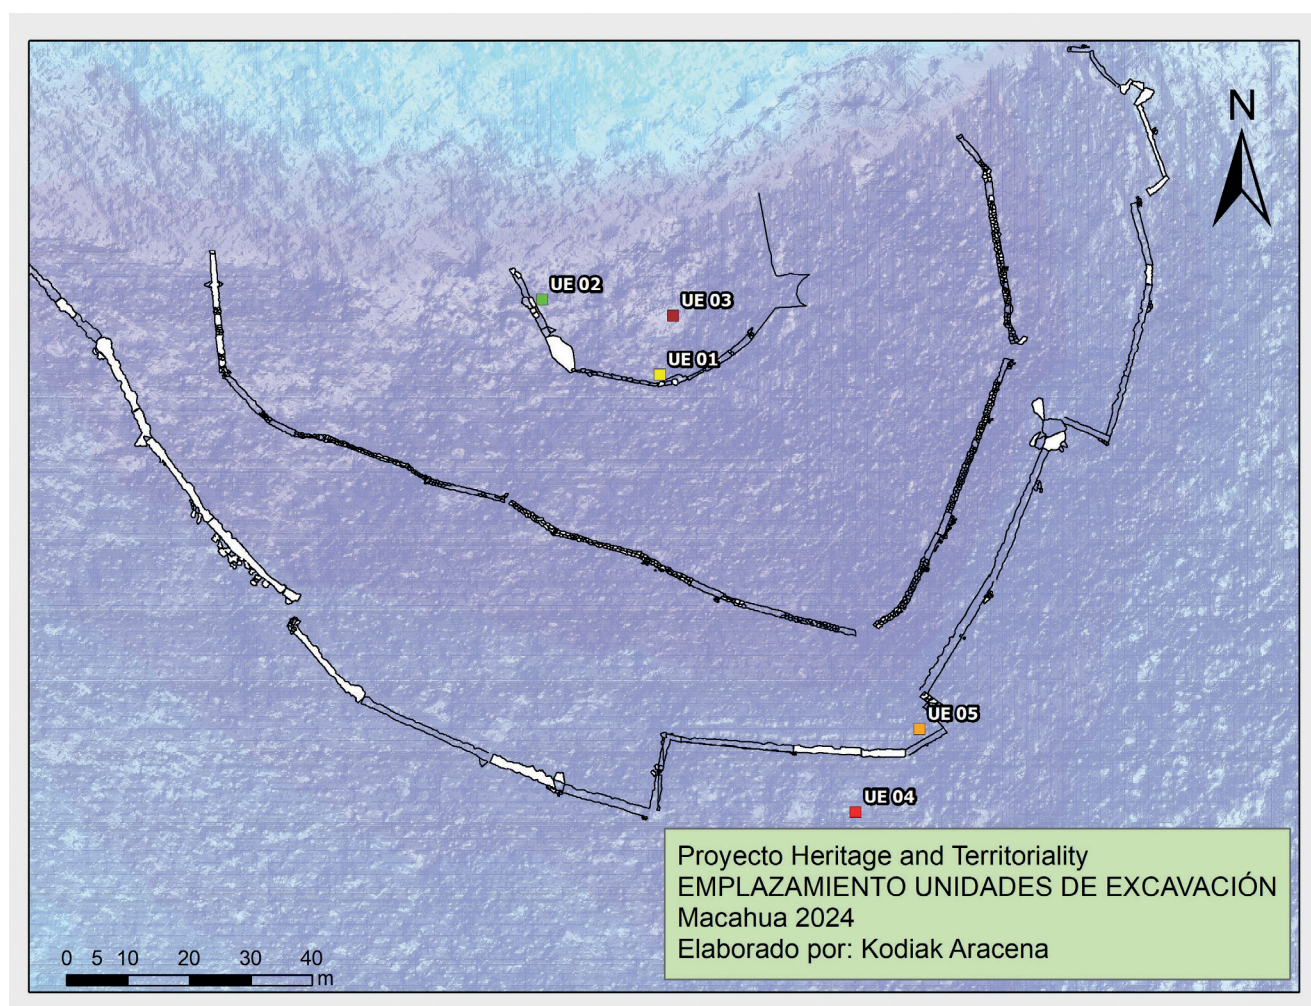 N
UE 02
UE 03
UE 01
UE 05
UE 04
Proyecto Heritage and Territoriality
EMPLAZAMIENTO UNIDADES DE EXCAVACIÓN
Macahua 2024
Elaborado por: Kodiak Aracena
0 5 10 20 30 40
m